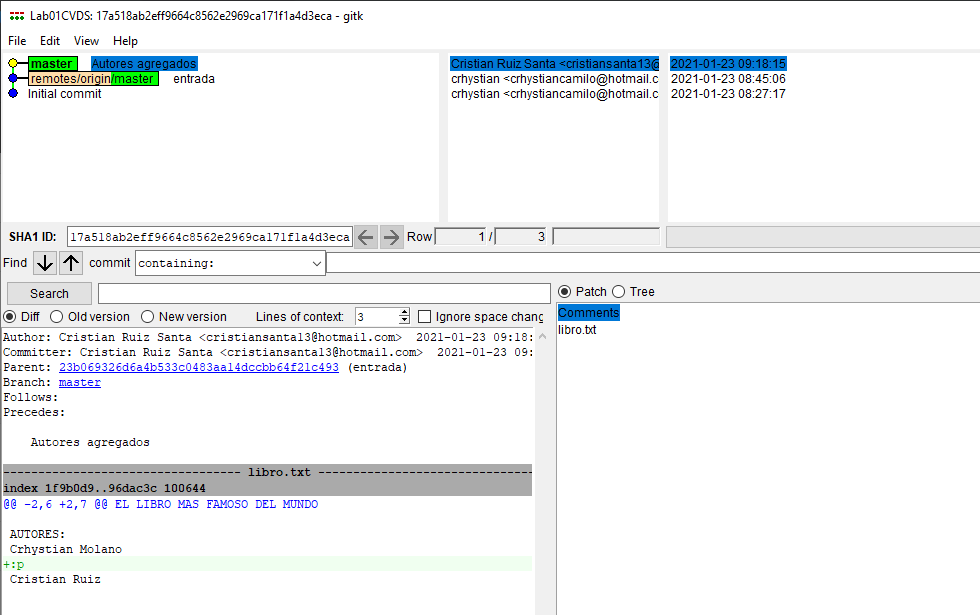 Lab01CVDS: 17a518ab2eff9664c8562e2969ca171f1a4d3eca - gitk
File Edit View Help
master Autores agregados Cristian Ruiz Santa <cristiansanta13@ 2021-01-23 09:18:15
remotes/origin/master entrada crhystian <crhystiancamilo@hotmail.c 2021-01-23 08:45:06
Initial commit crhystian <crhystiancamilo@hotmail.c 2021-01-23 08:27:17
SHA1 ID: 17a518ab2eff9664c8562e2969ca171f1a4d3eca Row 1 / 3
Find commit containing:
Search Patch Tree
Diff Old version New version Lines of context: 3 Ignore space chang
Comments
libro.txt
Author: Cristian Ruiz Santa <cristiansanta13@hotmail.com> 2021-01-23 09:18:
Committer: Cristian Ruiz Santa <cristiansanta13@hotmail.com> 2021-01-23 09:
Parent: 23b069326d6a4b533c0483aa14dccbb64f21c493 (entrada)
Branch: master
Follows:
Precedes:
Autores agregados
---------------------------------- libro.txt -------------------------------
index 1f9b0d9..96dac3c 100644
@@ -2,6 +2,7 @@ EL LIBRO MAS FAMOSO DEL MUNDO
AUTORES:
Crhystian Molano
+:p
Cristian Ruiz